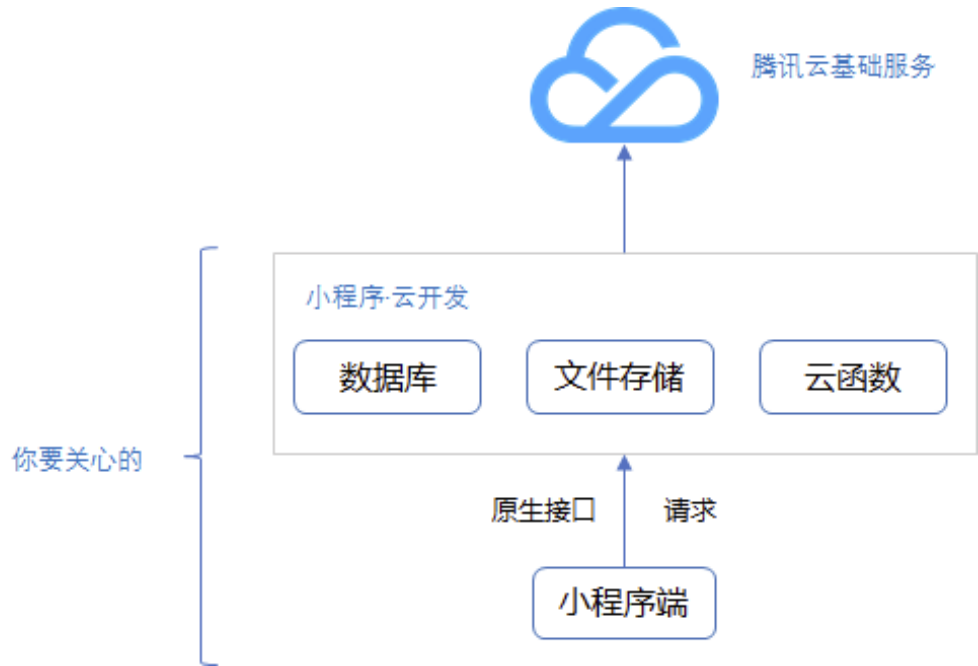 腾讯云基础服务
小程序·云开发
数据库
文件存储
云函数
你要关心的
原生接口
请求
小程序端